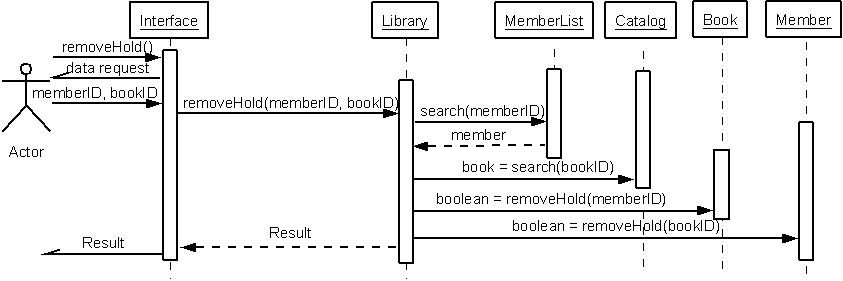 Interface
Library
MemberList
Catalog
Book
Member
removeHold()
data request
memberID, bookID
Actor
removeHold(memberID, bookID)
search(memberID)
member
book = search(bookID)
boolean = removeHold(memberID)
boolean = removeHold(bookID)
Result
Result